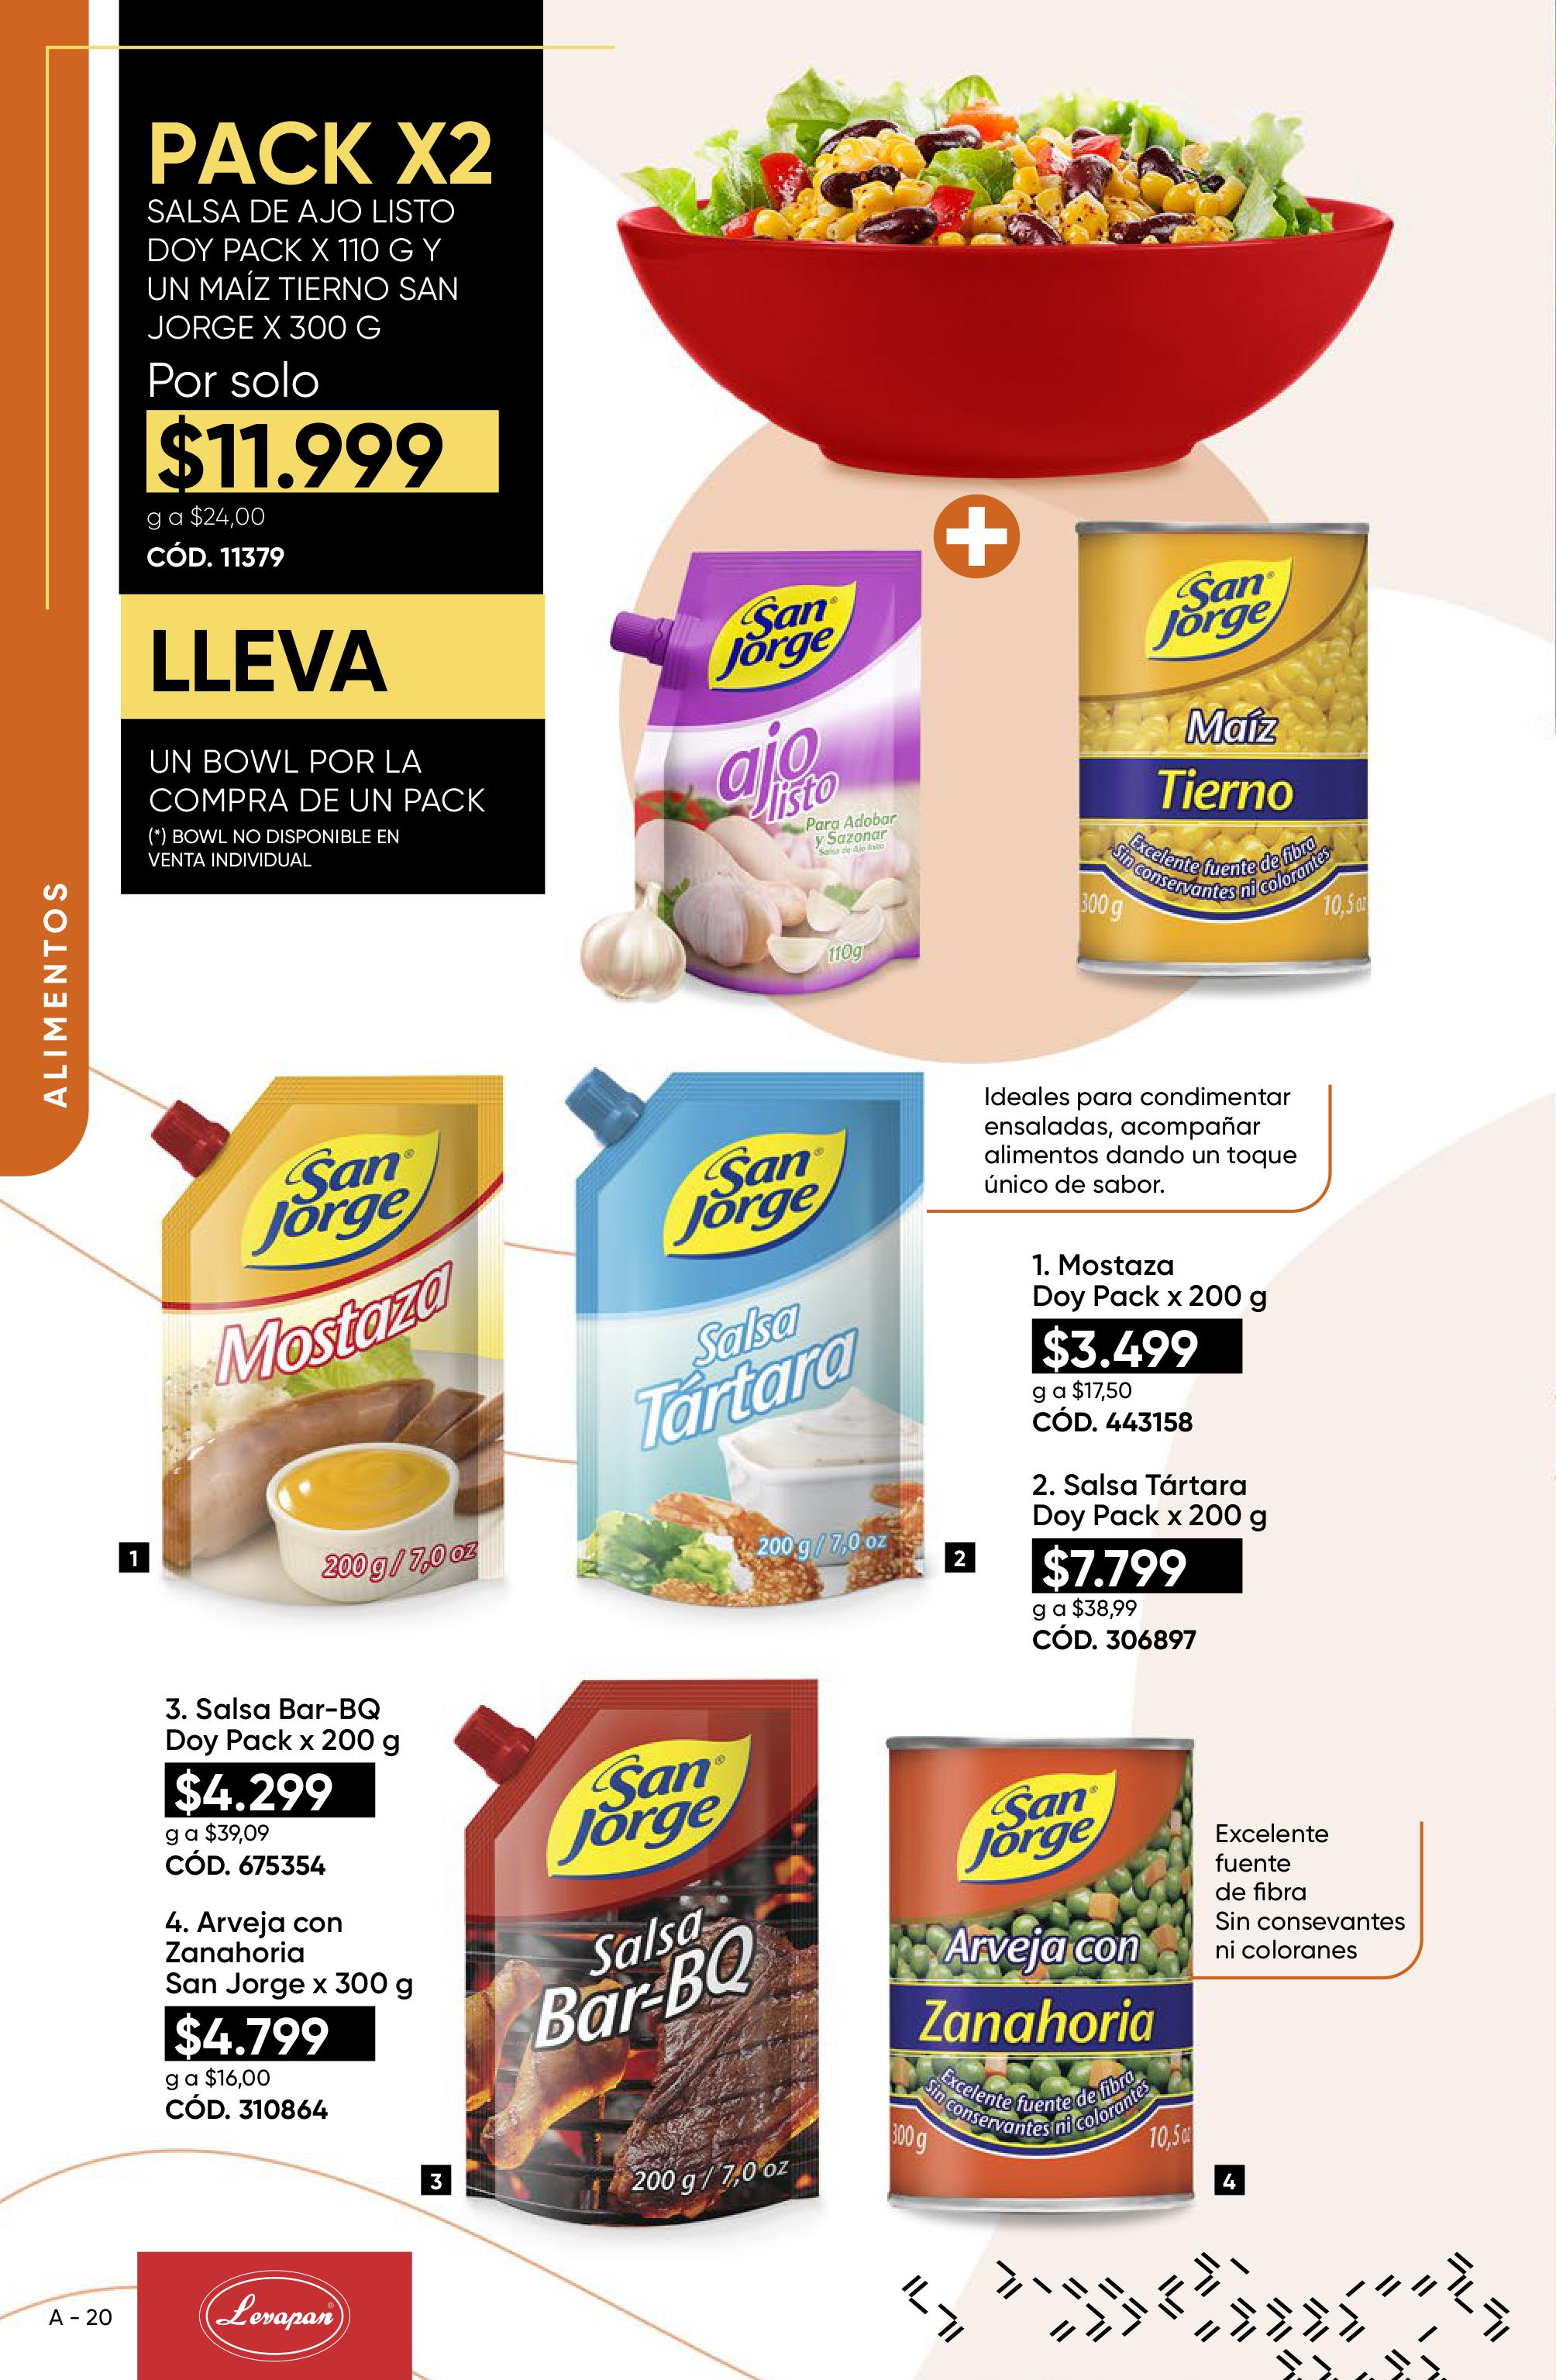 PACK X2
SALSA DE AJO LISTO
DOY PACK X 110 G Y
UN MAÍZ TIERNO SAN
JORGE X 300 G
Por solo
$11.999
g a $24,00
CÓD. 11379
LLEVA
UN BOWL POR LA
COMPRA DE UN PACK
(*) BOWL NO DISPONIBLE EN
VENTA INDIVIDUAL
ALIMENTOS
San
Jorge
ajo
listo
Para Adobar
y Sazonar
Salsa de Ajo listo
110g
San
Jorge
Maíz
Tierno
Excelente fuente de fibra
Sin conservantes ni colorantes
300 g
10,5 oz
San
Jorge
Mostaza
200 g / 7,0 oz
1
San
Jorge
Salsa
Tártara
200 g / 7,0 oz
2
Ideales para condimentar
ensaladas, acompañar
alimentos dando un toque
único de sabor.
1. Mostaza
Doy Pack x 200 g
$3.499
g a $17,50
CÓD. 443158
2. Salsa Tártara
Doy Pack x 200 g
$7.799
g a $38,99
CÓD. 306897
3. Salsa Bar-BQ
Doy Pack x 200 g
$4.299
g a $39,09
CÓD. 675354
4. Arveja con
Zanahoria
San Jorge x 300 g
$4.799
g a $16,00
CÓD. 310864
San
Jorge
Salsa
Bar-BQ
200 g / 7,0 oz
3
San
Jorge
Arveja con
Zanahoria
Excelente fuente de fibra
Sin conservantes ni colorantes
300 g
10,5 oz
4
Excelente
fuente
de fibra
Sin consevantes
ni coloranes
A - 20
Levapan